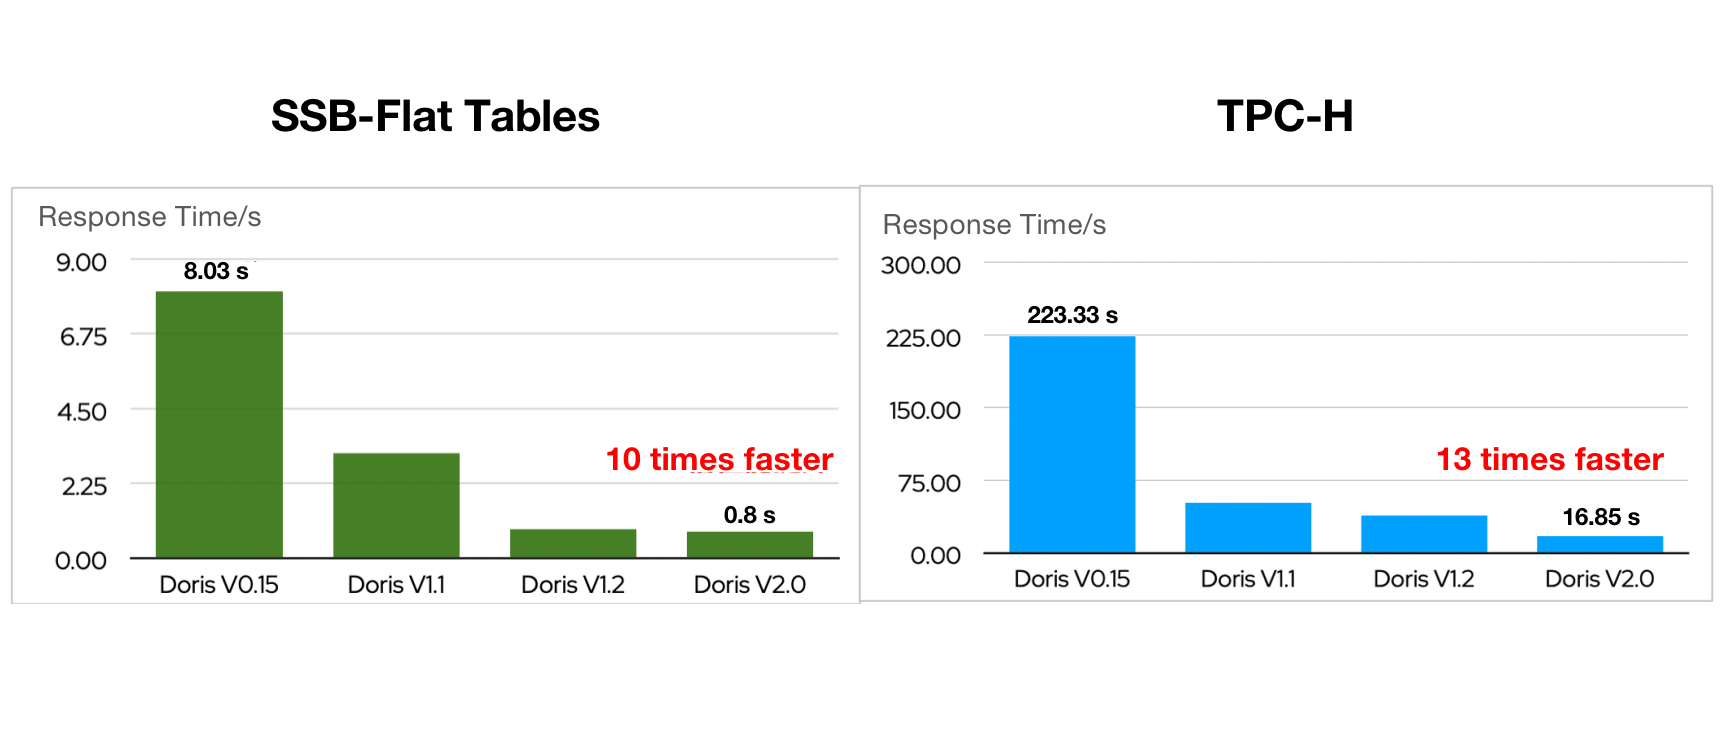 SSB-Flat Tables
Response Time/s
9.00
8.03 s
6.75
4.50
10 times faster
2.25
0.8 s
0.00
Doris V0.15 Doris V1.1 Doris V1.2 Doris V2.0
TPC-H
Response Time/s
300.00
223.33 s
225.00
150.00
13 times faster
75.00
16.85 s
0.00
Doris V0.15 Doris V1.1 Doris V1.2 Doris V2.0